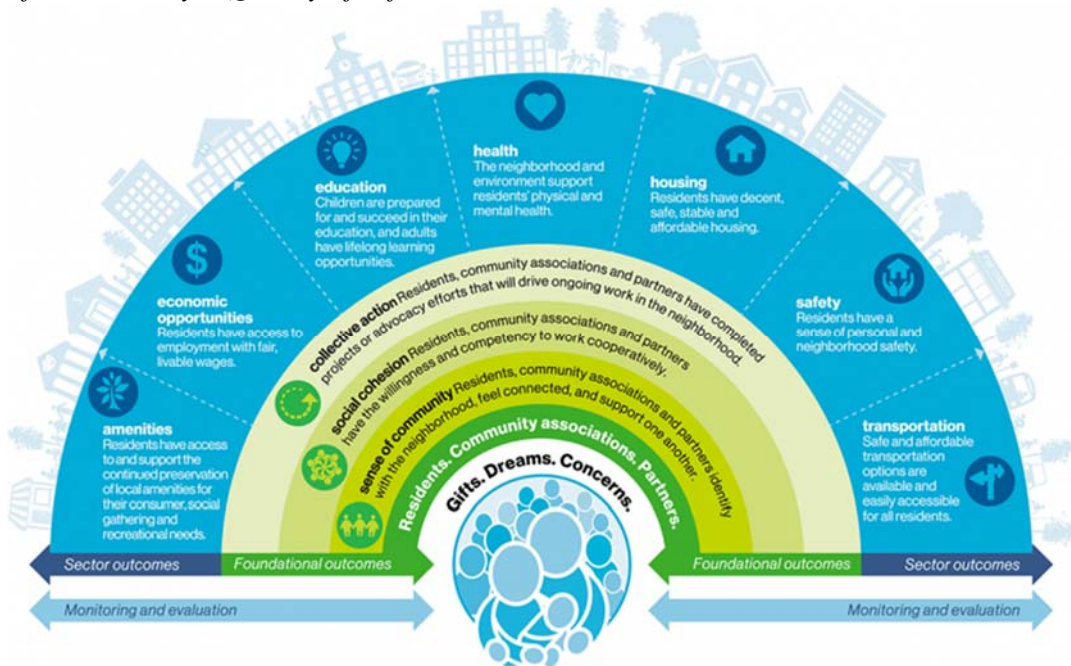 health
The neighborhood and
environment support
residents' physical and
mental health.
education
Children are prepared
for and succeed in their
education, and adults
have lifelong learning
opportunities.
housing
Residents have decent,
safe, stable and
affordable housing.
$
economic
opportunities
Residents have access to
employment with fair,
livable wages.
safety
Residents have a
sense of personal and
neighborhood safety.
amenities
Residents have access
to and support the
continued preservation
of local amenities for
their consumer, social
gathering and
recreational needs.
transportation
Safe and affordable
transportation
options are
available and
easily accessible
for all residents.
collective action Residents, community associations and partners have completed
projects or advocacy efforts that will drive ongoing work in the neighborhood.
social cohesion Residents, community associations and partners
have the willingness and competency to work cooperatively.
sense of community Residents, community associations and partners identify
with the neighborhood, feel connected, and support one another.
Residents. Community associations. Partners.
Gifts. Dreams. Concerns.
Sector outcomes
Foundational outcomes
Foundational outcomes
Sector outcomes
Monitoring and evaluation
Monitoring and evaluation